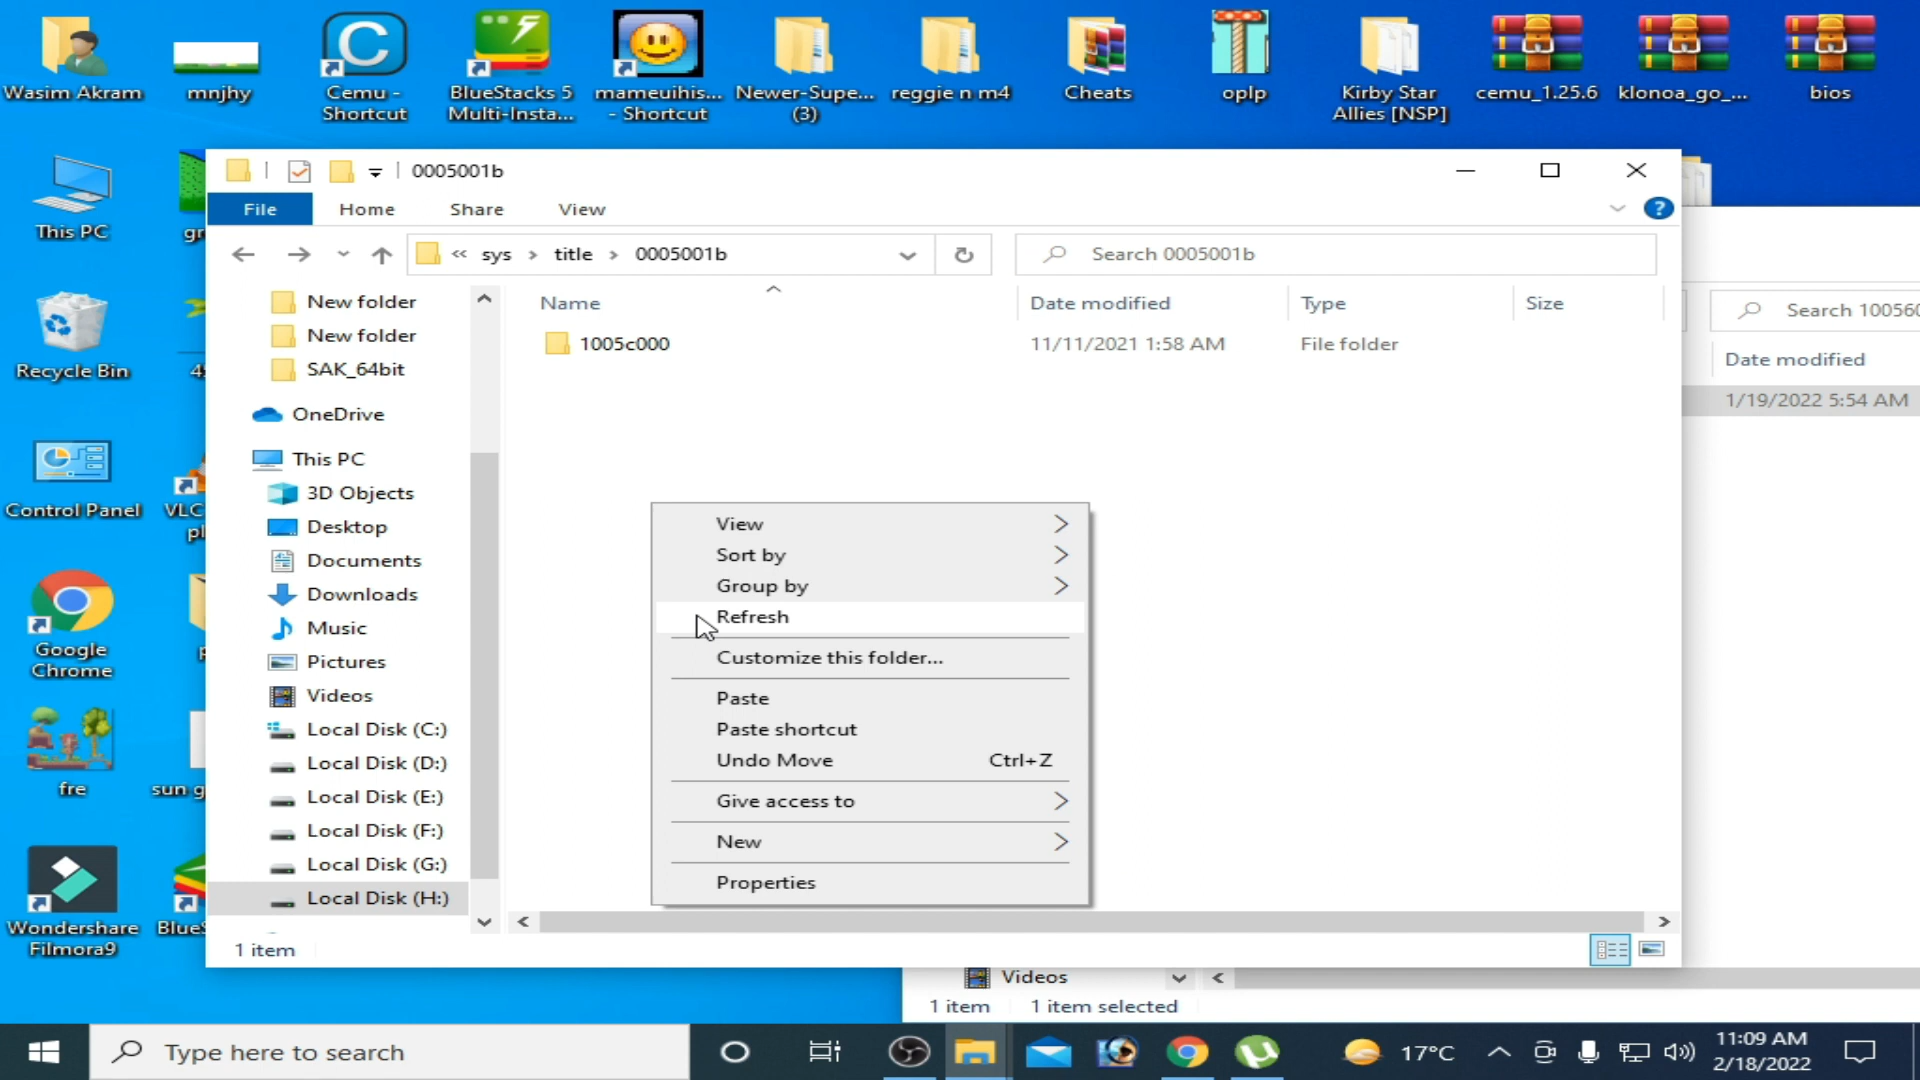 Wasim Akram
mnjhy
Cemu -
Shortcut
BlueStacks 5
Multi-Insta...
mameuihis...
- Shortcut
Newer-Supe...
(3)
reggie n m4
Cheats
oplp
Kirby Star
Allies [NSP]
cemu_1.25.6
klonoa_go_...
bios
This PC
gr
Recycle Bin
Control Panel
VLC
pl
Google
Chrome
fre
sun g
Wondershare
Filmora9
BlueS
0005001b
File
Home
Share
View
« sys › title › 0005001b
Search 0005001b
New folder
New folder
SAK_64bit
OneDrive
This PC
3D Objects
Desktop
Documents
Downloads
Music
Pictures
Videos
Local Disk (C:)
Local Disk (D:)
Local Disk (E:)
Local Disk (F:)
Local Disk (G:)
Local Disk (H:)
Name Date modified Type Size
1005c000 11/11/2021 1:58 AM File folder
View
Sort by
Group by
Refresh
Customize this folder...
Paste
Paste shortcut
Undo Move Ctrl+Z
Give access to
New
Properties
1 item
Search 10056
Date modified
1/19/2022 5:54 AM
Videos
1 item 1 item selected
Type here to search
17°C
11:09 AM
2/18/2022